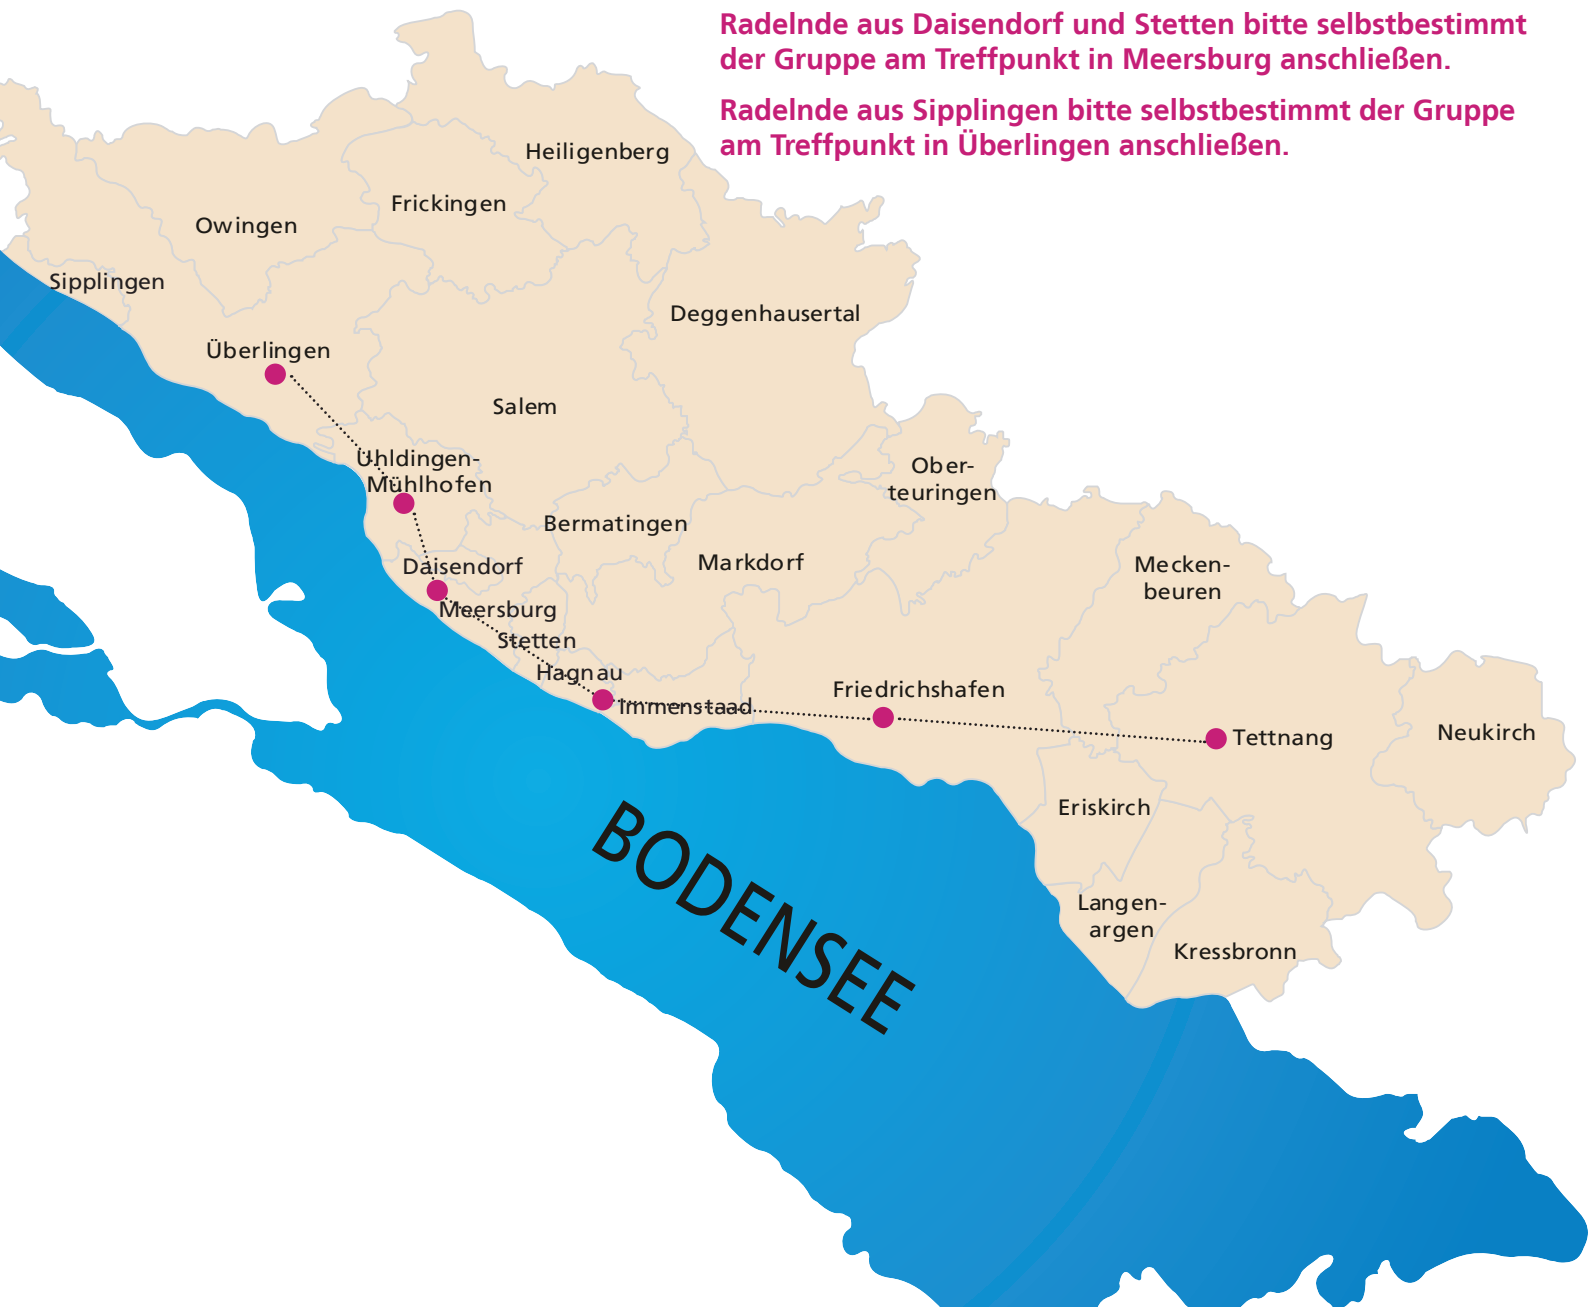 Radelnde aus Daisendorf und Stetten bitte selbstbestimmt
der Gruppe am Treffpunkt in Meersburg anschließen.
Radelnde aus Sipplingen bitte selbstbestimmt der Gruppe
am Treffpunkt in Überlingen anschließen.
Heiligenberg
Frickingen
Owingen
Sipplingen
Deggenhausertal
Überlingen
Salem
Uhldingen-
Mühlhofen
Ober-
teuringen
Bermatingen
Markdorf
Daisendorf
Mecken-
beuren
Meersburg
Stetten
Hagnau
Immenstaad
Friedrichshafen
Tettnang
Neukirch
Eriskirch
BODENSEE
Langen-
argen
Kressbronn